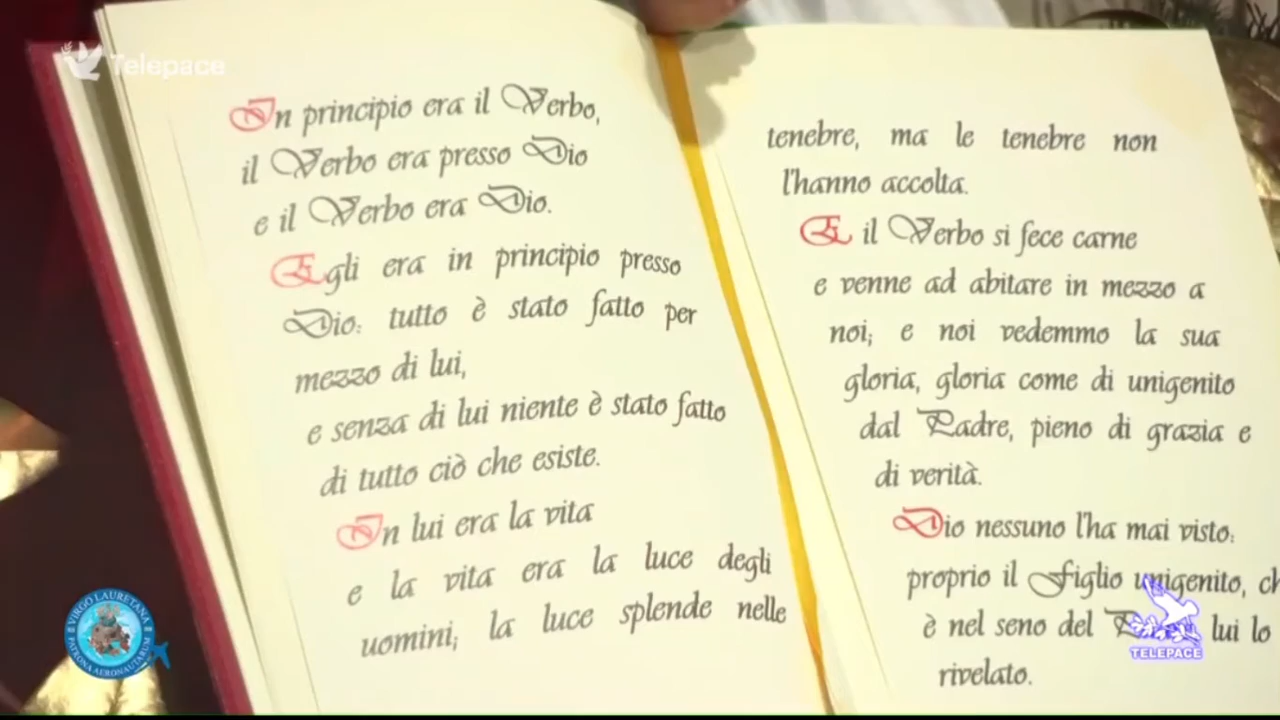 Telepace
In principio era il Verbo,
il Verbo era presso Dio
e il Verbo era Dio.
Egli era in principio presso
Dio: tutto è stato fatto per
mezzo di lui,
e senza di lui niente è stato fatto
di tutto ciò che esiste.
In lui era la vita
e la vita era la luce degli
uomini; la luce splende nelle
tenebre, ma le tenebre non
l'hanno accolta.
E il Verbo si fece carne
e venne ad abitare in mezzo a
noi; e noi vedemmo la sua
gloria, gloria come di unigenito
dal Padre, pieno di grazia e
di verità.
Dio nessuno l'ha mai visto:
proprio il Figlio unigenito, ch
è nel seno del lui lo
rivelato.
VIRGO LAURETANA
PATRONA AERONAUTARUM
TELEPACE